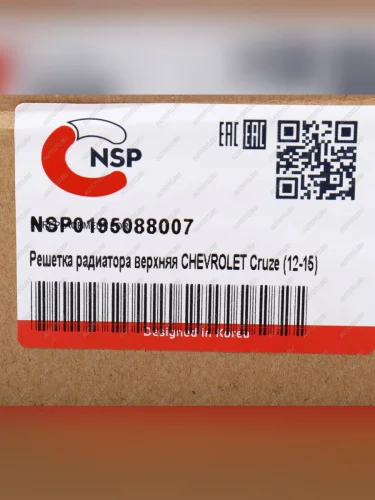 NSP
EAC EAC
NSP0195088007
Решетка радиатора верхняя CHEVROLET Cruze (12-15)
Designed in Korea